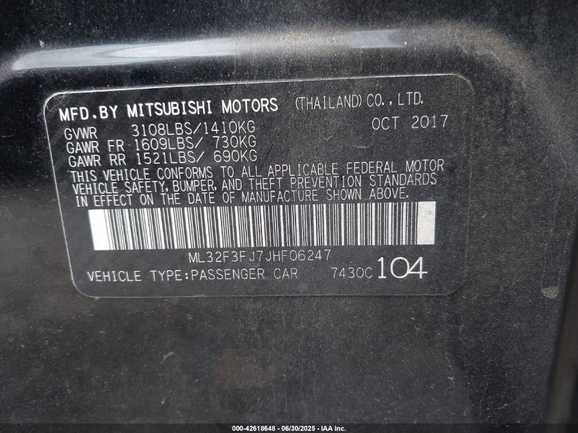 MFD.BY MITSUBISHI MOTORS (THAILAND)CO.,LTD.
GVWR 3108LBS/1410KG OCT 2017
GAWR FR 1609LBS/ 730KG
GAWR RR 1521LBS/ 690KG
THIS VEHICLE CONFORMS TO ALL APPLICABLE FEDERAL MOTOR
VEHICLE SAFETY, BUMPER, AND THEFT PREVENTION STANDARDS
IN EFFECT ON THE DATE OF MANUFACTURE SHOWN ABOVE.
ML32F3FJ7JHF06247
VEHICLE TYPE:PASSENGER CAR 7430C 104
000-42618648 - 06/30/2025 - IAA Inc.